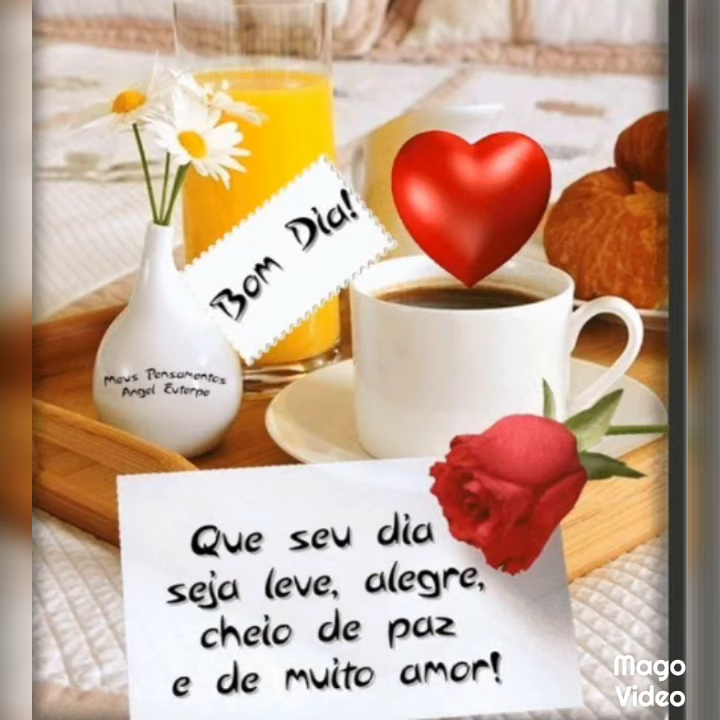 Bom Dia!
Meus Pensamentos
Angel Euterpe
Que seu dia
seja leve, alegre,
cheio de paz
e de muito amor!
Mago
Video